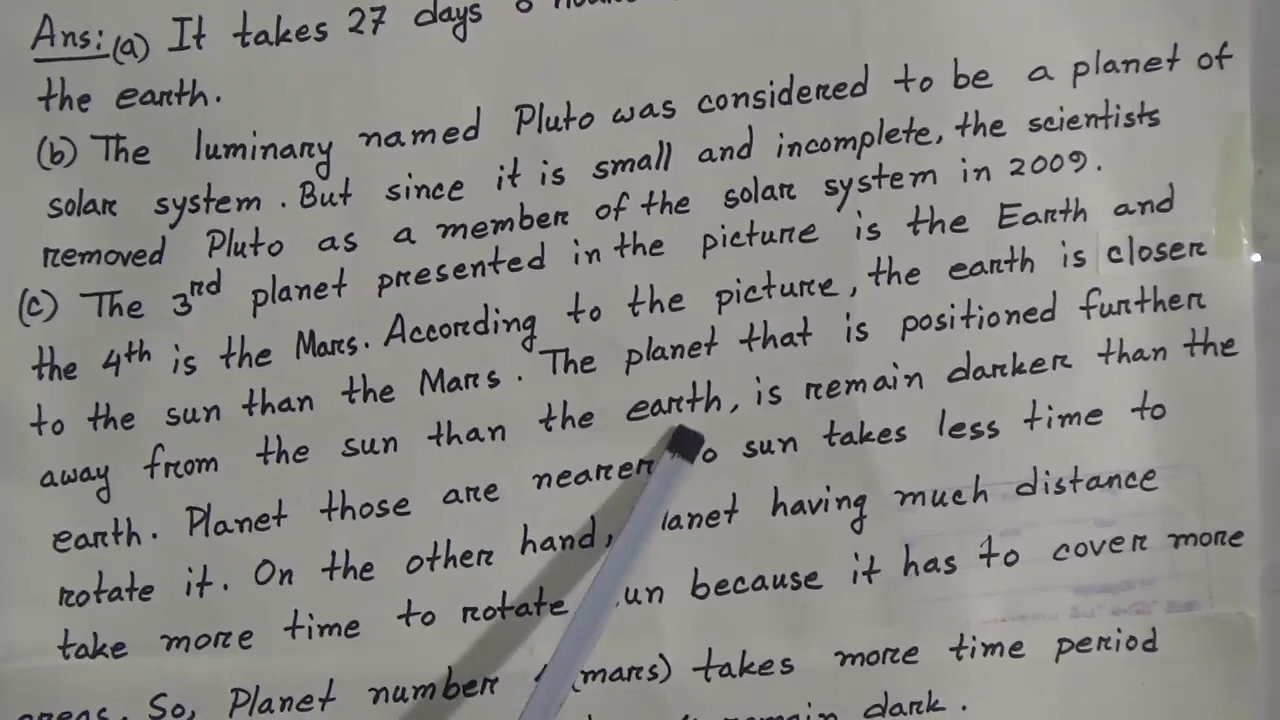 Ans: (a) It takes 27 days 8
the earth.
(b) The luminary named Pluto was considered to be a planet of
solar system. But since it is small and incomplete, the scientists
removed Pluto as a member of the solar system in 2009.
(c) The 3rd planet presented in the picture is the Earth and
the 4th is the Mars. According to the picture, the earth is closer
to the sun than the Mars. The planet that is positioned further
away from the sun than the earth, is remain darker than the
earth. Planet those are nearer sun takes less time to
rotate it. On the other hand, having much distance
take more time to rotate because it has to cover more
So, Planet number (mars) takes more time period
remain dark.